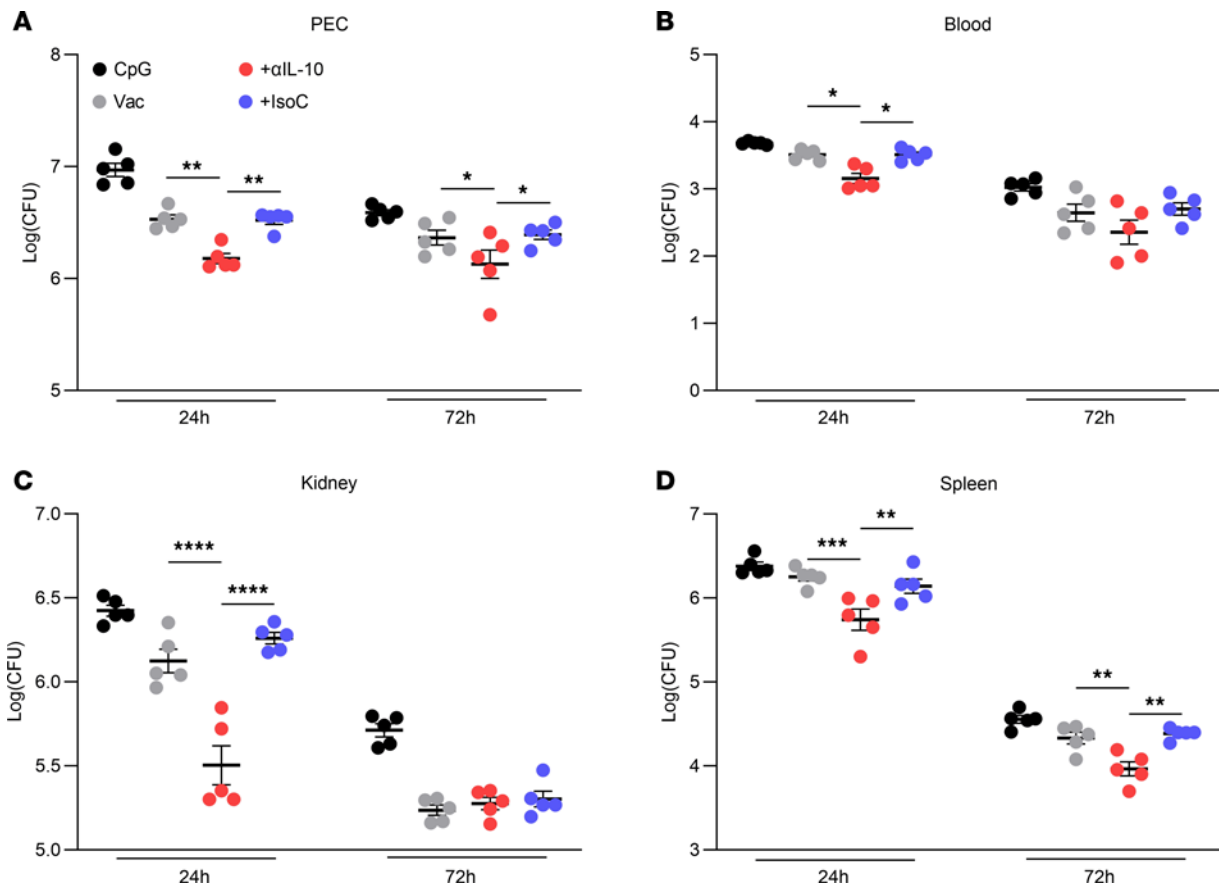 A
PEC
8
7
6
5
Log(CFU)
CpG
+αIL-10
Vac
+IsoC
**
**
*
*
24h
72h
B
Blood
5
4
3
2
1
0
Log(CFU)
*
*
24h
72h
C
Kidney
7.0
6.5
6.0
5.5
5.0
Log(CFU)
****
****
24h
72h
D
Spleen
7
6
5
4
3
Log(CFU)
***
**
**
**
24h
72h